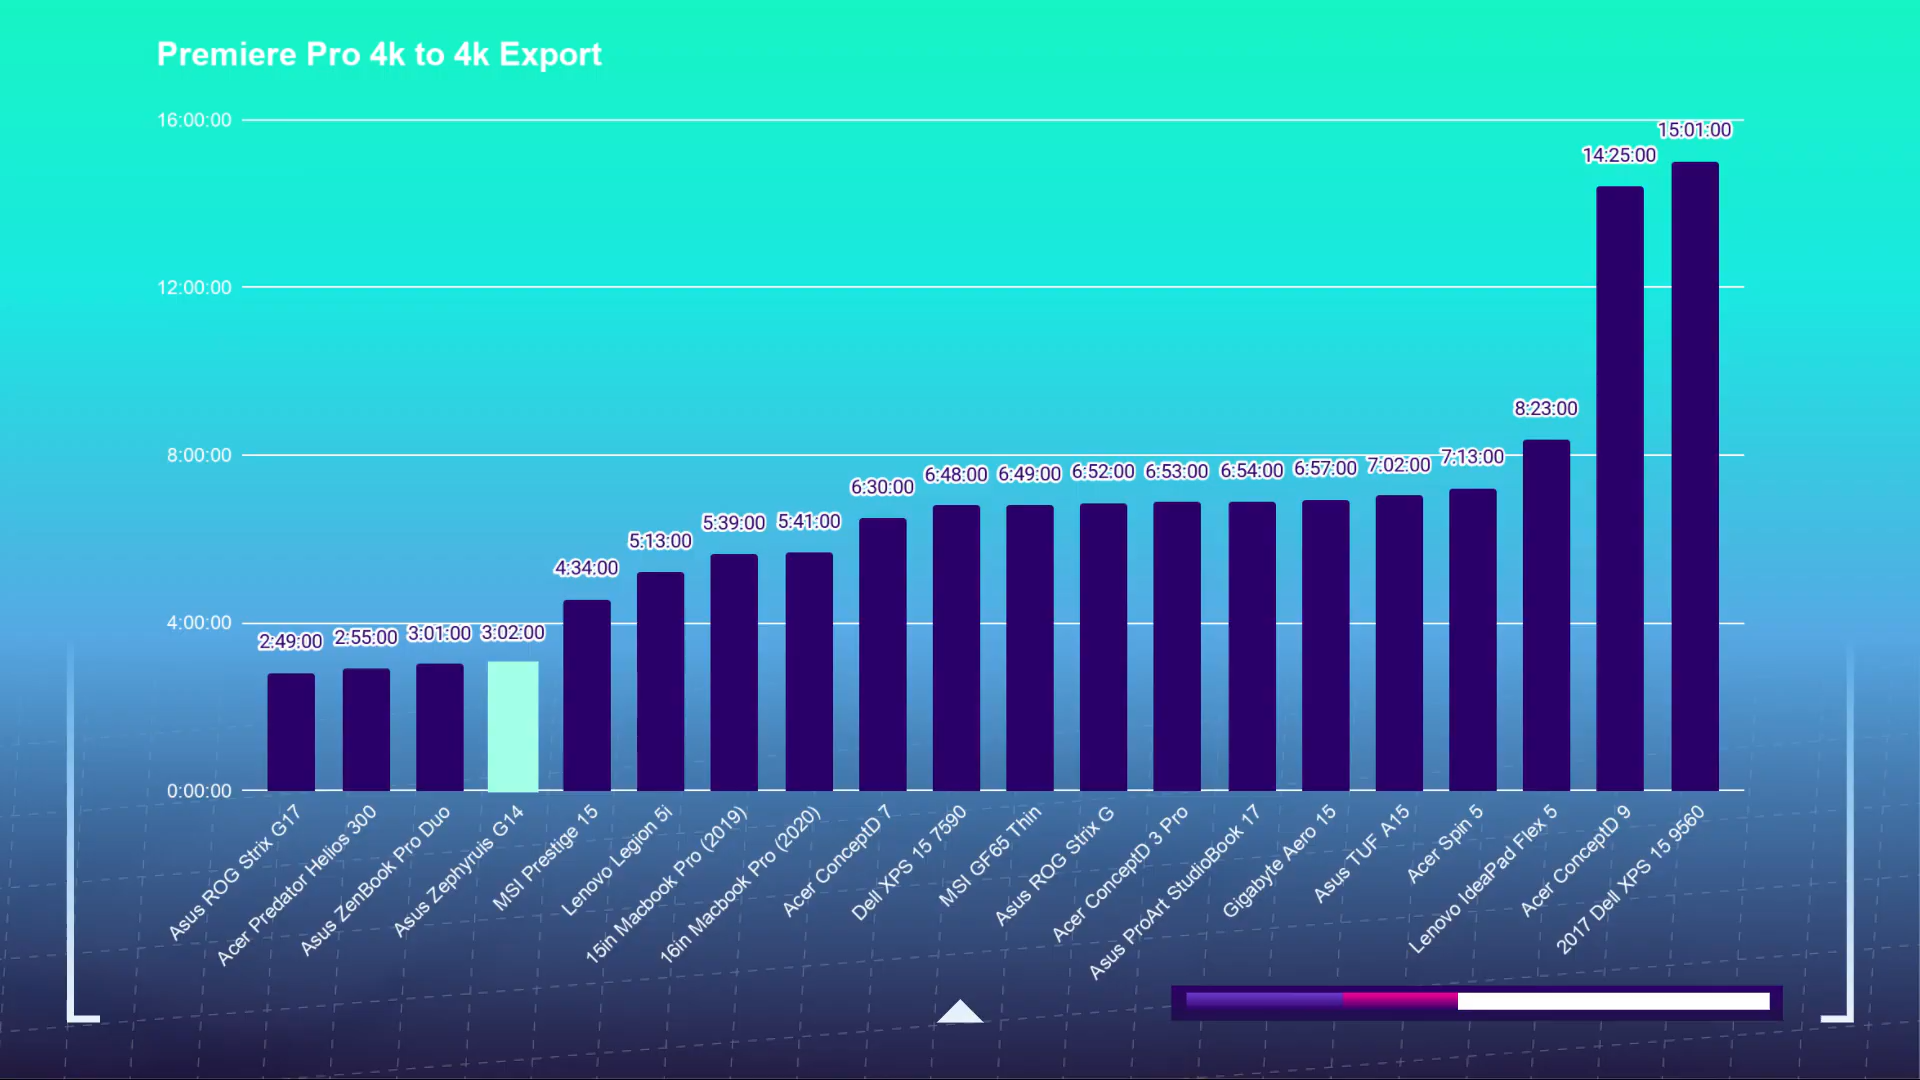 Premiere Pro 4k to 4k Export
16:00:00
12:00:00
8:00:00
4:00:00
0:00:00
2:49:00
2:55:00
3:01:00
3:02:00
4:34:00
5:13:00
5:39:00
5:41:00
6:30:00
6:48:00
6:49:00
6:52:00
6:53:00
6:54:00
6:57:00
7:02:00
7:13:00
8:23:00
14:25:00
15:01:00
Asus ROG Strix G17
Acer Predator Helios 300
Asus ZenBook Pro Duo
Asus Zephyruis G14
MSI Prestige 15
Lenovo Legion 5i
15in Macbook Pro (2019)
16in Macbook Pro (2020)
Acer ConceptD 7
Dell XPS 15 7590
MSI GF65 Thin
Asus ROG Strix G
Acer ConceptD 3 Pro
Asus ProArt StudioBook 17
Gigabyte Aero 15
Asus TUF A15
Acer Spin 5
Lenovo IdeaPad Flex 5
Acer ConceptD 9
2017 Dell XPS 15 9560